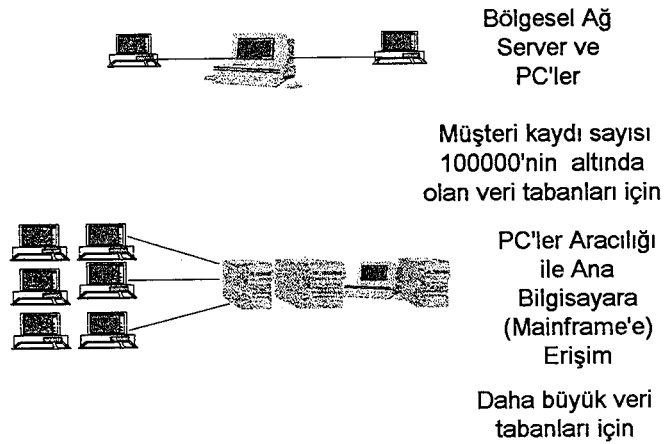 Bölgesel Ağ
Server ve
PC'ler
Müşteri kaydı sayısı
100000'nin altında
olan veri tabanları için
PC'ler Aracılığı
ile Ana
Bilgisayara
(Mainframe'e)
Erişim
Daha büyük veri
tabanları için